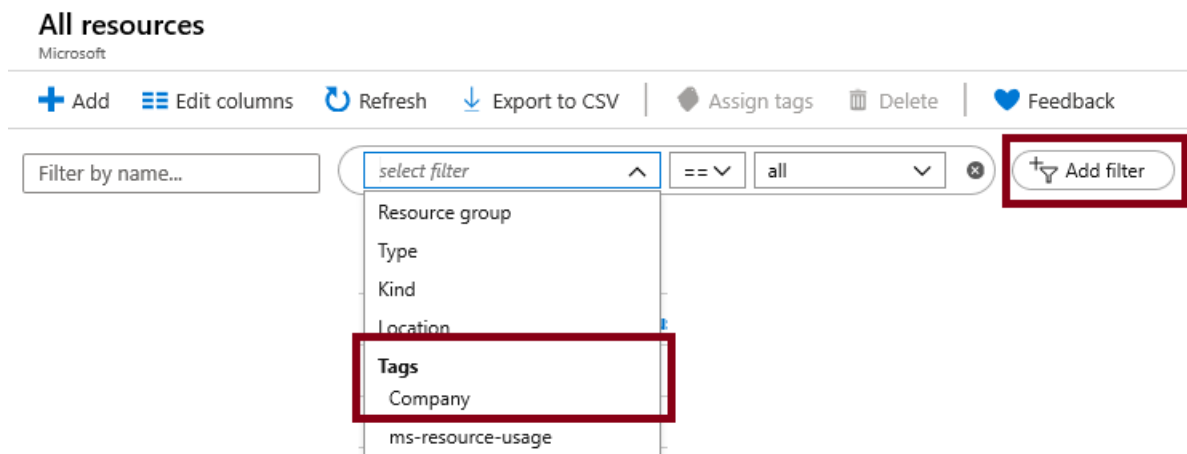 All resources
Microsoft
Add Edit columns Refresh Export to CSV Assign tags Delete Feedback
Filter by name... select filter == all Add filter
Resource group
Type
Kind
Location
Tags
Company
ms-resource-usage